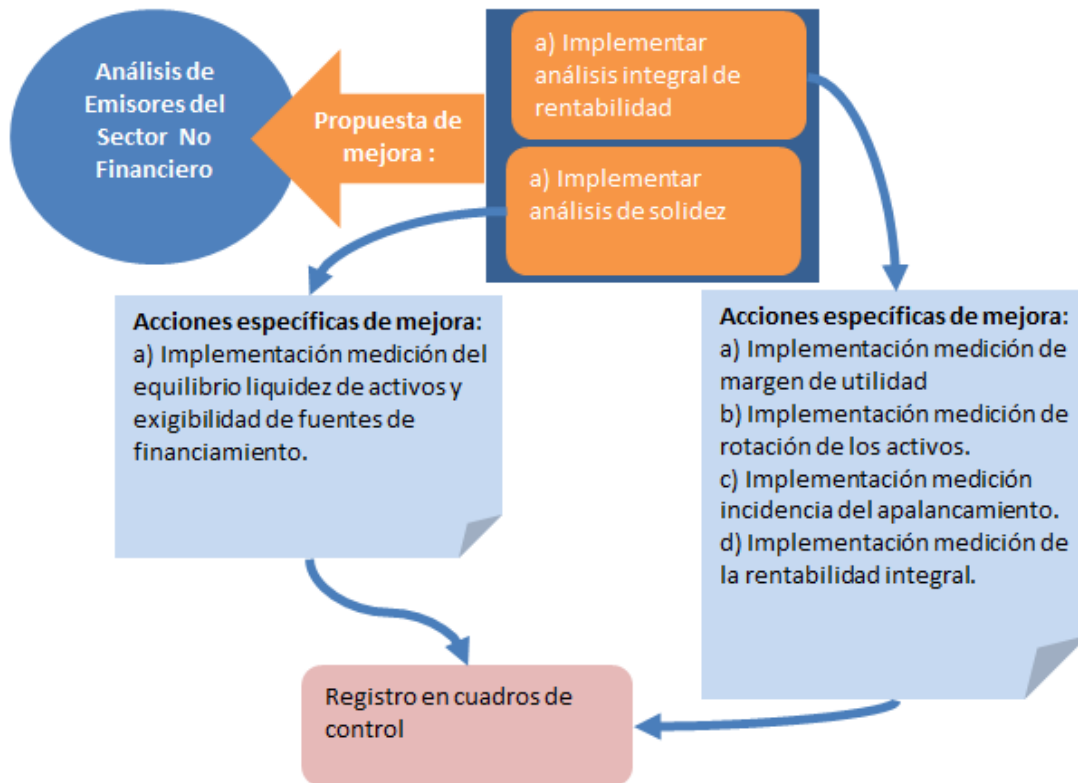 Análisis de
Emisores del
Sector No
Financiero
Propuesta de
mejora :
a) Implementar
análisis integral de
rentabilidad
a) Implementar
análisis de solidez
Acciones específicas de mejora:
a) Implementación medición del
equilibrio liquidez de activos y
exigibilidad de fuentes de
financiamiento.
Acciones específicas de mejora:
a) Implementación medición de
margen de utilidad
b) Implementación medición de
rotación de los activos.
c) Implementación medición
incidencia del apalancamiento.
d) Implementación medición de
la rentabilidad integral.
Registro en cuadros de
control